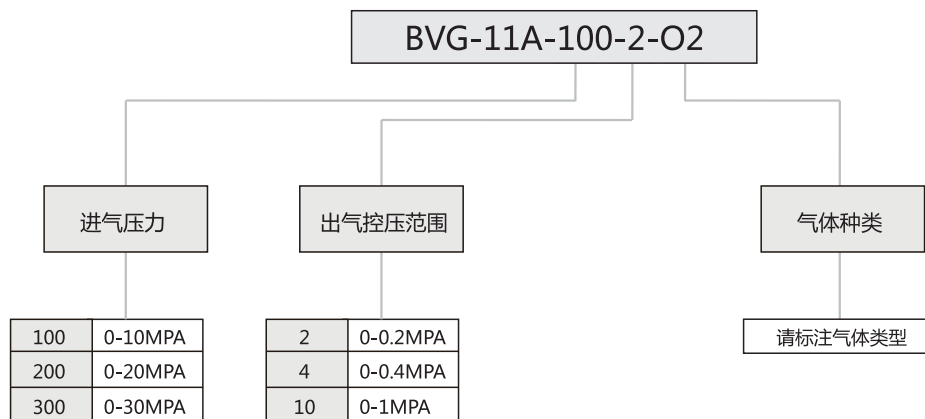 BVG-11A-100-2-O2
进气压力
出气控压范围
气体种类
100 0-10MPA
200 0-20MPA
300 0-30MPA
2 0-0.2MPA
4 0-0.4MPA
10 0-1MPA
请标注气体类型